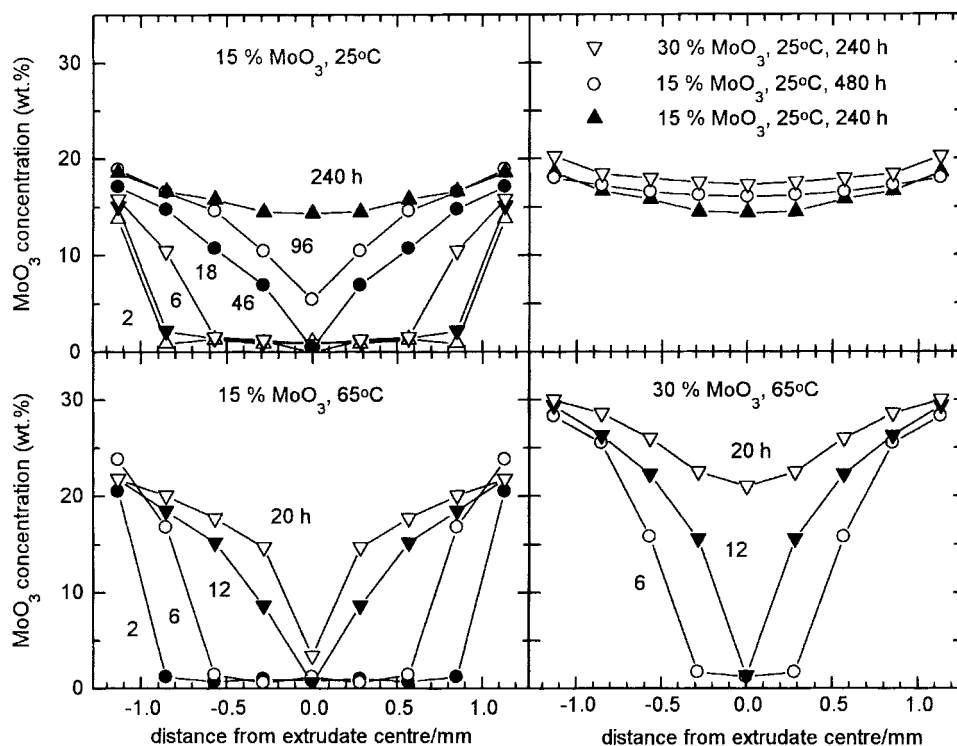 MoO3 concentration (wt.%)
30
20
10
0
15 % MoO3, 25ºC
240 h
96
18
46
6
2
30 % MoO3, 25ºC, 240 h
15 % MoO3, 25ºC, 480 h
15 % MoO3, 25ºC, 240 h
MoO3 concentration (wt.%)
30
20
10
0
15 % MoO3, 65ºC
20 h
12
6
2
30 % MoO3, 65ºC
20 h
12
6
-1.0 -0.5 0.0 0.5 1.0
-1.0 -0.5 0.0 0.5 1.0
distance from extrudate centre/mm
distance from extrudate centre/mm